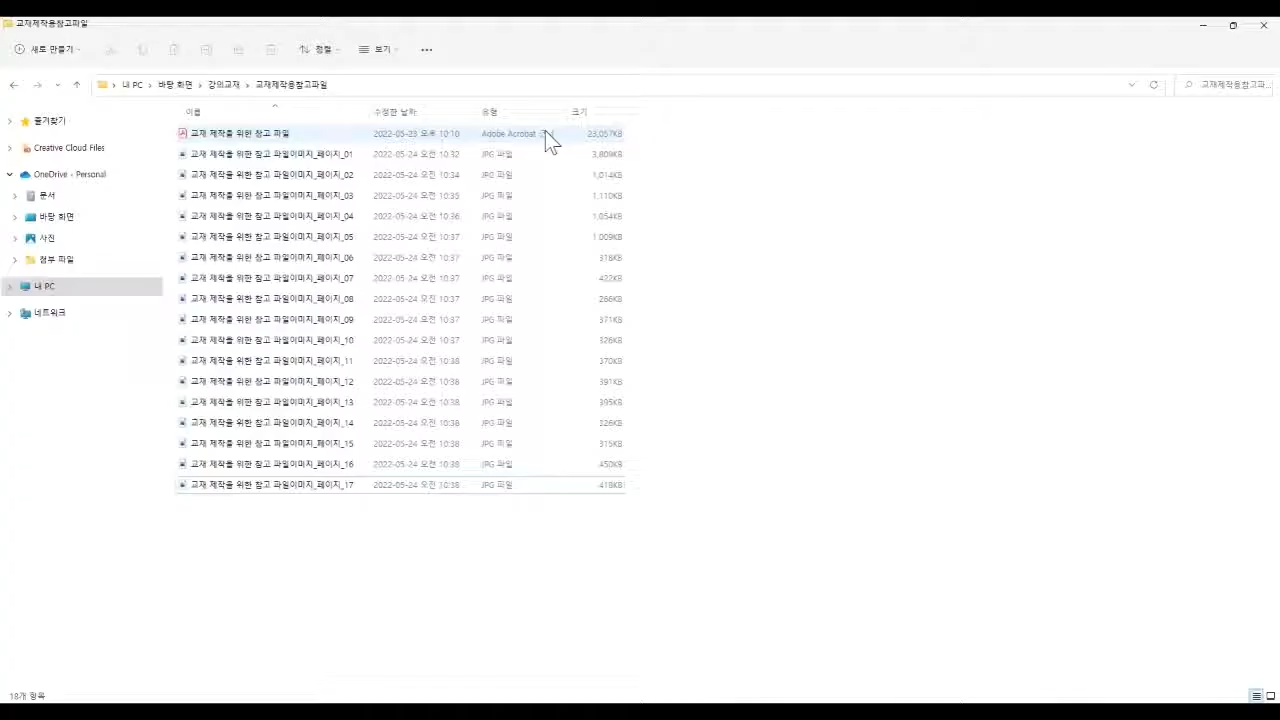 교재제작용참고파일
새로 만들기
정렬
보기
내 PC > 바탕 화면 > 강의교재 > 교재제작용참고파일
교재제작용참고파...
이름 수정한 날짜 유형 크기
즐겨찾기
Creative Cloud Files
OneDrive - Personal
문서
바탕 화면
사진
첨부 파일
내 PC
네트워크
교재 제작을 위한 참고 파일 2022-05-23 오후 10:10 Adobe Acrobat 23,057KB
교재 제작을 위한 참고 파일이미지_페이지_01 2022-05-24 오전 10:32 JPG 파일 3,809KB
교재 제작을 위한 참고 파일이미지_페이지_02 2022-05-24 오전 10:34 JPG 파일 1,014KB
교재 제작을 위한 참고 파일이미지_페이지_03 2022-05-24 오전 10:35 JPG 파일 1,110KB
교재 제작을 위한 참고 파일이미지_페이지_04 2022-05-24 오전 10:36 JPG 파일 1,054KB
교재 제작을 위한 참고 파일이미지_페이지_05 2022-05-24 오전 10:37 JPG 파일 1,009KB
교재 제작을 위한 참고 파일이미지_페이지_06 2022-05-24 오전 10:37 JPG 파일 318KB
교재 제작을 위한 참고 파일이미지_페이지_07 2022-05-24 오전 10:37 JPG 파일 422KB
교재 제작을 위한 참고 파일이미지_페이지_08 2022-05-24 오전 10:37 JPG 파일 266KB
교재 제작을 위한 참고 파일이미지_페이지_09 2022-05-24 오전 10:37 JPG 파일 371KB
교재 제작을 위한 참고 파일이미지_페이지_10 2022-05-24 오전 10:37 JPG 파일 326KB
교재 제작을 위한 참고 파일이미지_페이지_11 2022-05-24 오전 10:38 JPG 파일 370KB
교재 제작을 위한 참고 파일이미지_페이지_12 2022-05-24 오전 10:38 JPG 파일 391KB
교재 제작을 위한 참고 파일이미지_페이지_13 2022-05-24 오전 10:38 JPG 파일 395KB
교재 제작을 위한 참고 파일이미지_페이지_14 2022-05-24 오전 10:38 JPG 파일 326KB
교재 제작을 위한 참고 파일이미지_페이지_15 2022-05-24 오전 10:38 JPG 파일 315KB
교재 제작을 위한 참고 파일이미지_페이지_16 2022-05-24 오전 10:38 JPG 파일 450KB
교재 제작을 위한 참고 파일이미지_페이지_17 2022-05-24 오전 10:38 JPG 파일 419KB
18개 항목